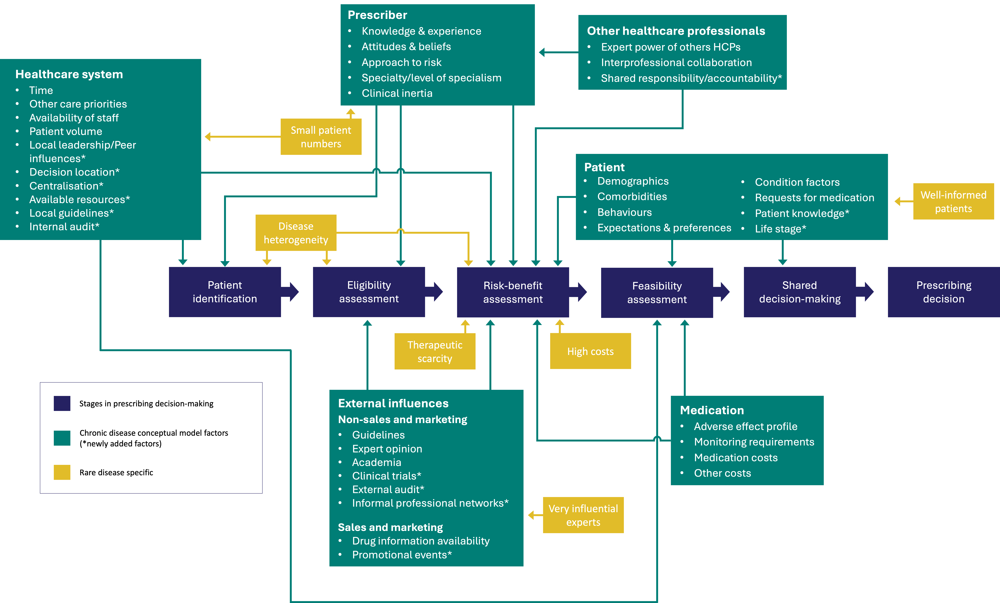 Prescriber
• Knowledge & experience
• Attitudes & beliefs
• Approach to risk
• Specialty/level of specialism
• Clinical inertia
Other healthcare professionals
• Expert power of others HCPs
• Interprofessional collaboration
• Shared responsibility/accountability*
Healthcare system
• Time
• Other care priorities
• Availability of staff
• Patient volume
• Local leadership/Peer
influences*
• Decision location*
• Centralisation*
• Available resources*
• Local guidelines*
• Internal audit*
Small patient
numbers
Patient
• Demographics
• Comorbidities
• Behaviours
• Expectations & preferences
• Condition factors
• Requests for medication
• Patient knowledge*
• Life stage*
Well-informed
patients
Disease
heterogeneity
Patient
identification
Eligibility
assessment
Risk-benefit
assessment
Feasibility
assessment
Shared
decision-making
Prescribing
decision
Therapeutic
scarcity
High costs
Stages in prescribing decision-making
Chronic disease conceptual model factors
(*newly added factors)
Rare disease specific
External influences
Non-sales and marketing
• Guidelines
• Expert opinion
• Academia
• Clinical trials*
• External audit*
• Informal professional networks*
Sales and marketing
• Drug information availability
• Promotional events*
Very influential
experts
Medication
• Adverse effect profile
• Monitoring requirements
• Medication costs
• Other costs